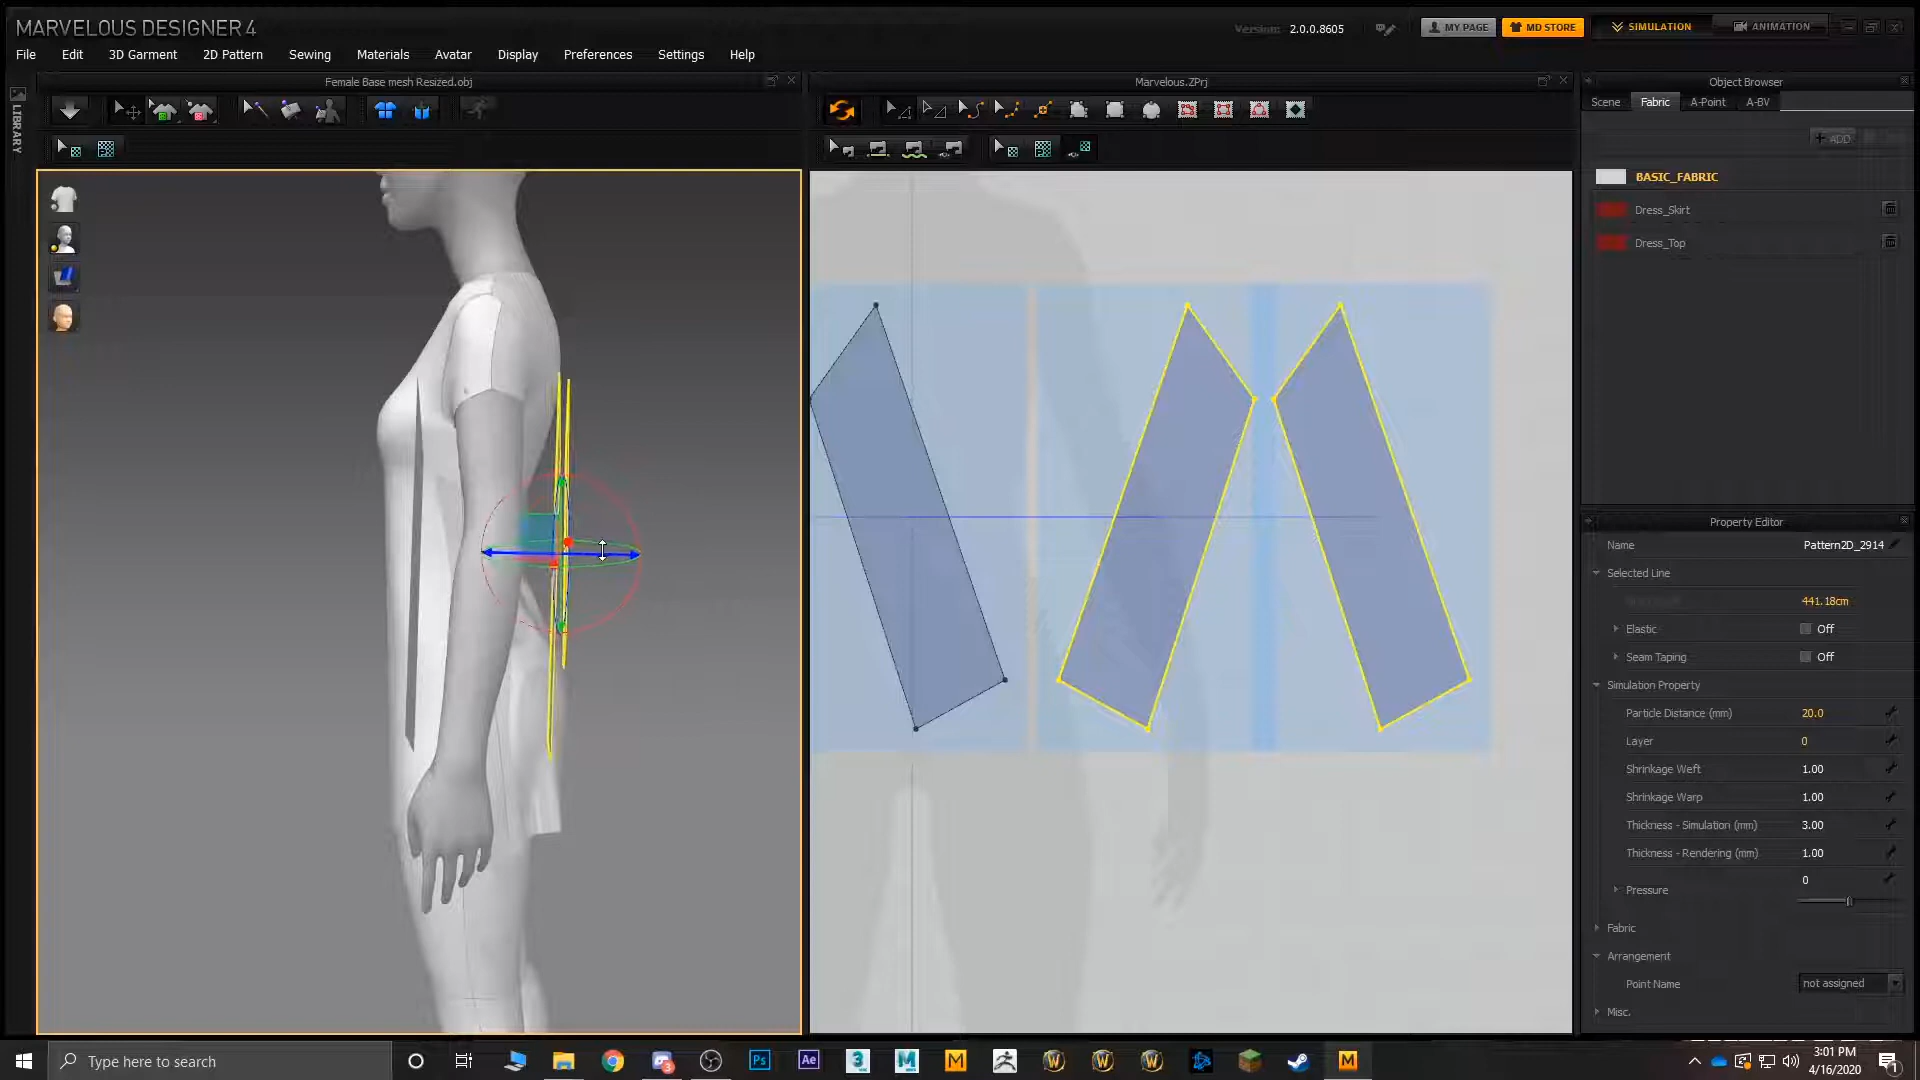 MARVELOUS DESIGNER 4
Version: 2.0.0.8605
MY PAGE
MD STORE
SIMULATION
ANIMATION
File Edit 3D Garment 2D Pattern Sewing Materials Avatar Display Preferences Settings Help
Female Base mesh Resized.obj
Marvelous.ZPrj
Object Browser
LIBRARY
Scene Fabric A-Point A-BV
+ ADD
BASIC_FABRIC
Dress_Skirt
Dress_Top
Property Editor
Name Pattern2D_2914
Selected Line
441.18cm
Elastic Off
Seam Taping Off
Simulation Property
Particle Distance (mm) 20.0
Layer 0
Shrinkage Weft 1.00
Shrinkage Warp 1.00
Thickness - Simulation (mm) 3.00
Thickness - Rendering (mm) 1.00
Pressure 0
Fabric
Arrangement
Point Name not assigned
Misc.
Type here to search
Ps
Ae
3
M
M
3
M
3:01 PM
4/16/2020
1